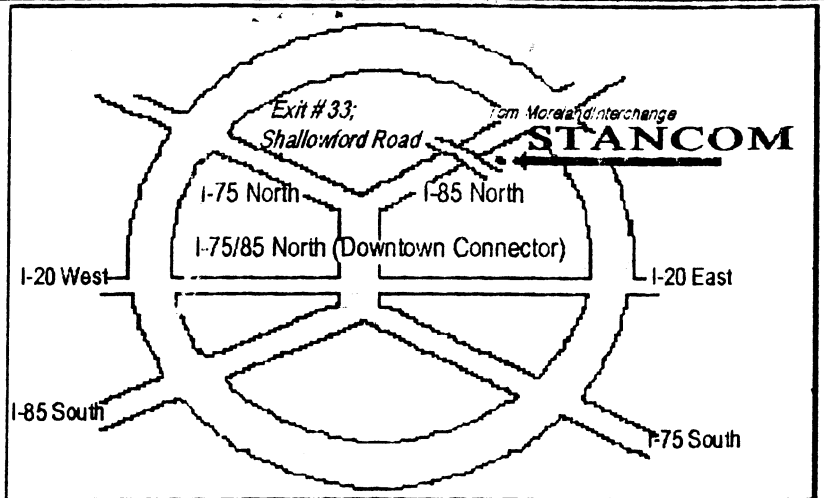 Exit # 33;
Tom Moreland Interchange
Shallowford Road
STANCOM
I-75 North
I-85 North
I-75/85 North (Downtown Connector)
I-20 West
I-20 East
I-85 South
I-75 South